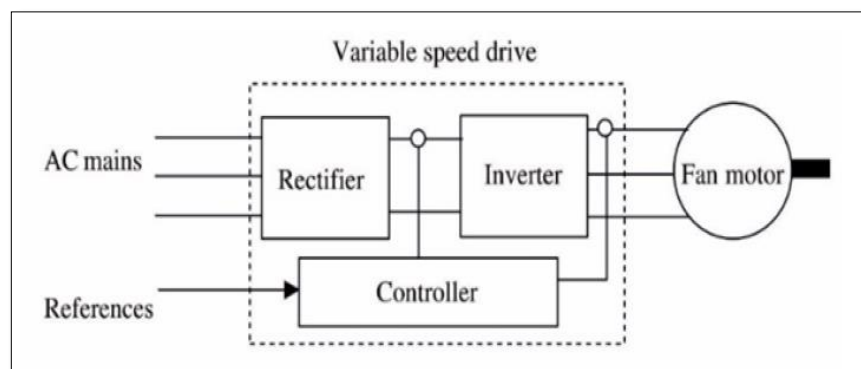 Variable speed drive
AC mains
Rectifier
Inverter
Fan motor
References
Controller